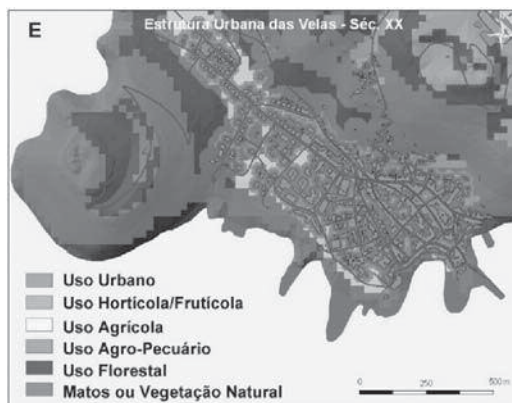 E
Estrutura Urbana das Velas - Séc. XX
Uso Urbano
Uso Hortícola/Frutícola
Uso Agrícola
Uso Agro-Pecuário
Uso Florestal
Matos ou Vegetação Natural
0 250 500 m